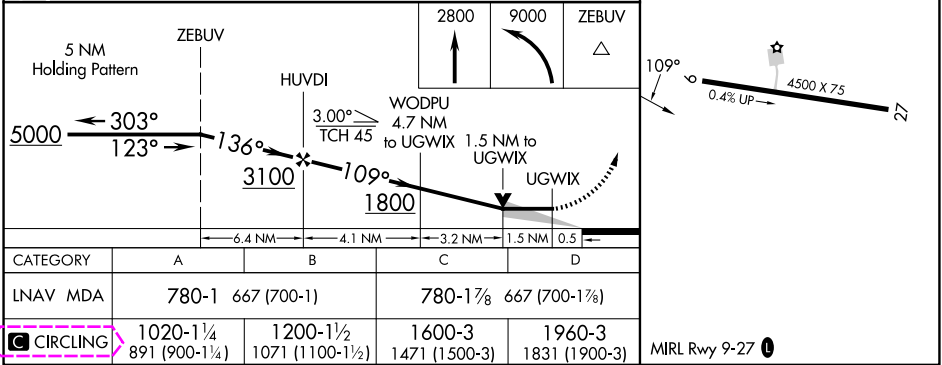 2800 9000 ZEBUV
5 NM
Holding Pattern
ZEBUV
HUVDI
3.00°
TCH 45
WODPU
4.7 NM
to UGWIX
1.5 NM to
UGWIX
UGWIX
5000
303°
123°
136°
3100
109°
1800
6.4 NM 4.1 NM 3.2 NM 1.5 NM 0.5
CATEGORY A B C D
LNAV MDA 780-1 667 (700-1) 780-1⅞ 667 (700-1⅞)
C CIRCLING 1020-1¼ 1200-1½ 1600-3 1960-3
891 (900-1¼) 1071 (1100-1½) 1471 (1500-3) 1831 (1900-3)
109°
9 4500 X 75 27
0.4% UP
MIRL Rwy 9-27 L